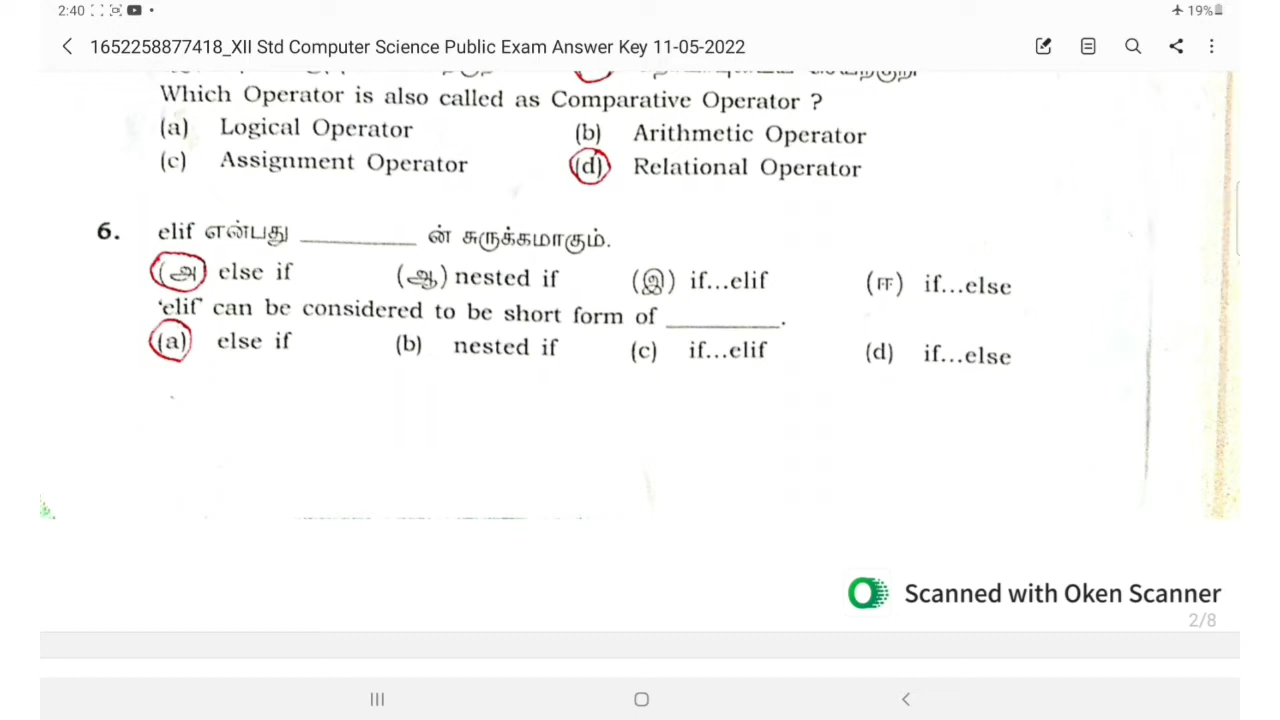 2:40
19%
1652258877418_XII Std Computer Science Public Exam Answer Key 11-05-2022
Which Operator is also called as Comparative Operator ?
(a) Logical Operator (b) Arithmetic Operator
(c) Assignment Operator (d) Relational Operator
6. elif என்பது ________ ன் சுருக்கமாகும்.
(அ) else if (ஆ) nested if (இ) if...elif (ஈ) if...else
'elif' can be considered to be short form of ________.
(a) else if (b) nested if (c) if...elif (d) if...else
Scanned with Oken Scanner
2/8